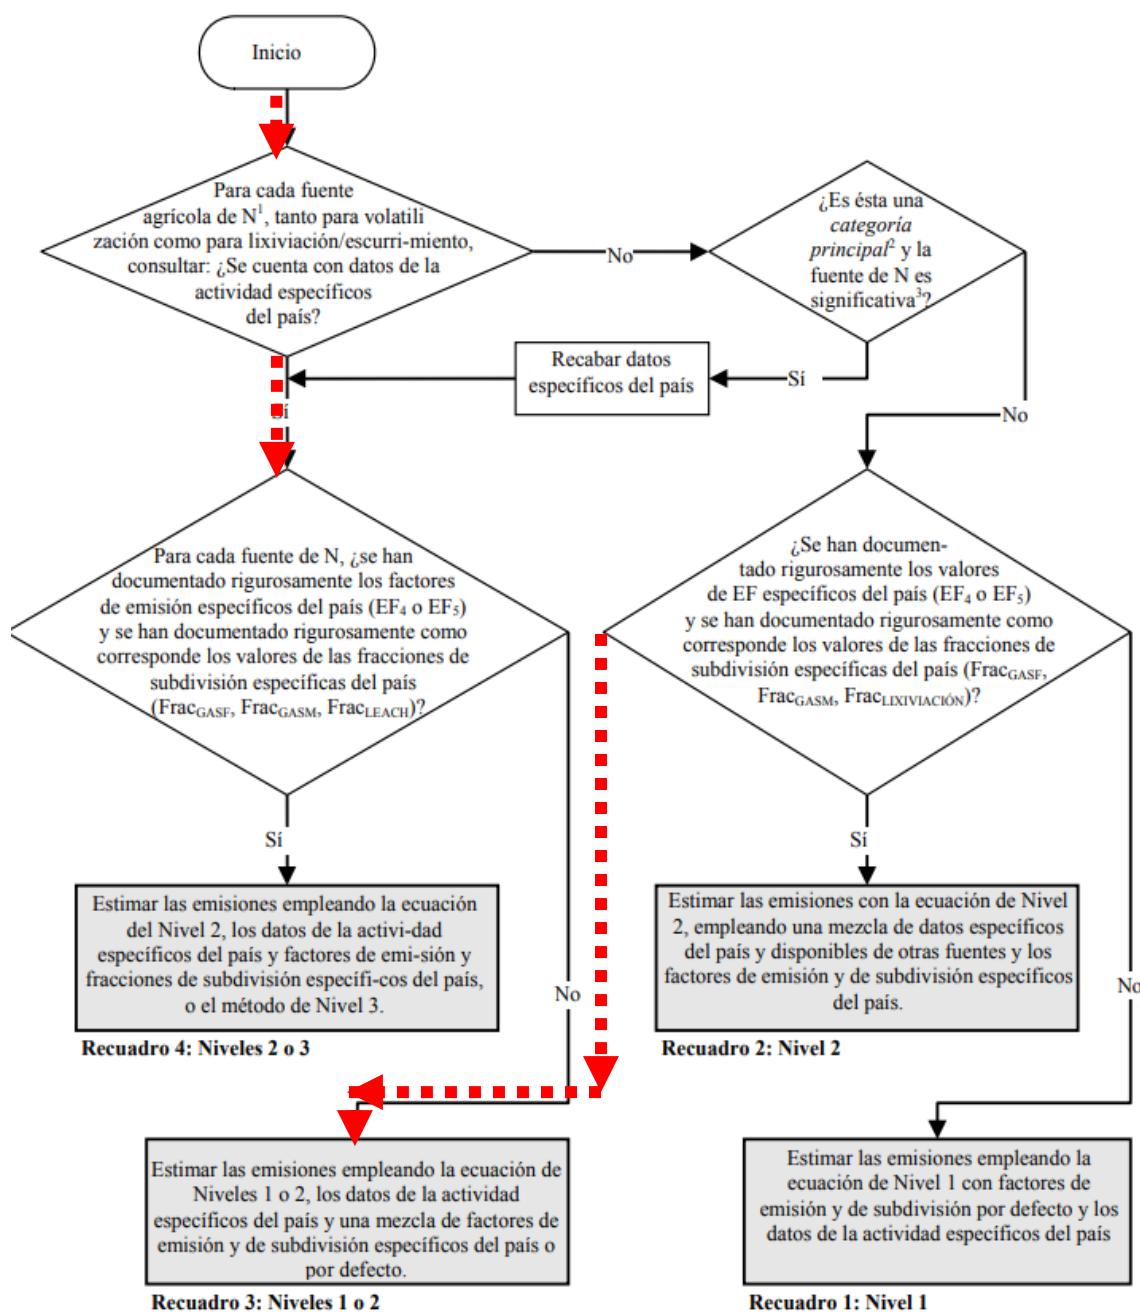 Inicio
Para cada fuente
agrícola de N1, tanto para volatili
zación como para lixiviación/escurri-miento,
consultar: ¿Se cuenta con datos de la
actividad específicos
del país?
No
¿Es ésta una
categoría
principal2 y la
fuente de N es
significativa3?
Recabar datos
específicos del país
Sí
Sí
No
Para cada fuente de N, ¿se han
documentado rigurosamente los factores
de emisión específicos del país (EF4 o EF5)
y se han documentado rigurosamente como
corresponde los valores de las fracciones de
subdivisión específicas del país
(FracGASF, FracGASM, FracLEACH)?
¿Se han documen-
tado rigurosamente los valores
de EF específicos del país (EF4 o EF5)
y se han documentado rigurosamente como
corresponde los valores de las fracciones de
subdivisión específicas del país (FracGASF,
FracGASM, FracLIXIVIACIÓN)?
Sí
Sí
Estimar las emisiones empleando la ecuación
del Nivel 2, los datos de la activi-dad
específicos del país y factores de emi-sión y
fracciones de subdivisión específi-cos del país,
o el método de Nivel 3.
No
Estimar las emisiones con la ecuación de Nivel
2, empleando una mezcla de datos específicos
del país y disponibles de otras fuentes y los
factores de emisión y de subdivisión específicos
del país.
No
Recuadro 4: Niveles 2 o 3
Recuadro 2: Nivel 2
Estimar las emisiones empleando la ecuación de
Niveles 1 o 2, los datos de la actividad
específicos del país y una mezcla de factores de
emisión y de subdivisión específicos del país o
por defecto.
Estimar las emisiones empleando la
ecuación de Nivel 1 con factores de
emisión y de subdivisión por defecto y los
datos de la actividad específicos del país
Recuadro 3: Niveles 1 o 2
Recuadro 1: Nivel 1